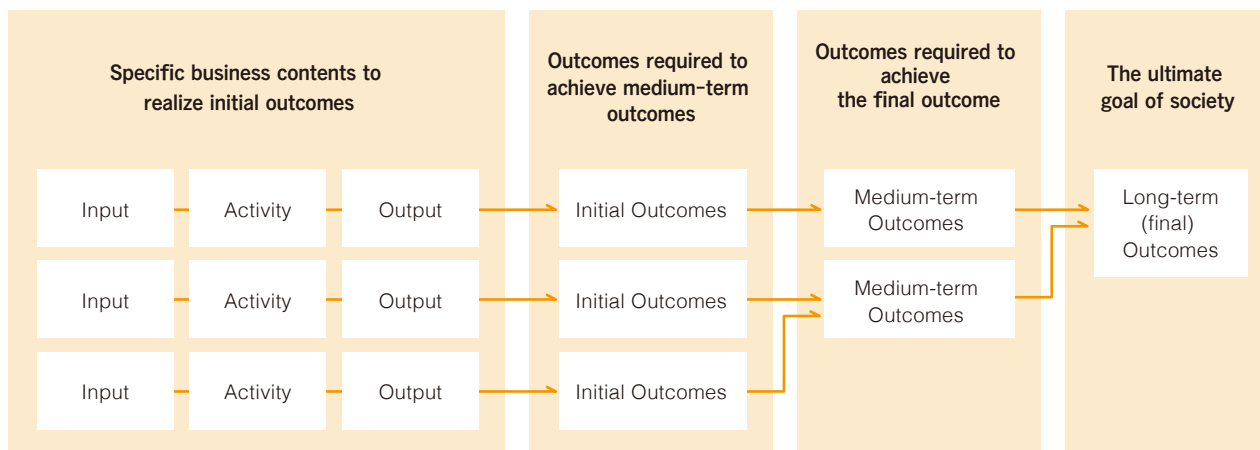 Specific business contents to
realize initial outcomes
Outcomes required to
achieve medium-term
outcomes
Outcomes required to
achieve
the final outcome
The ultimate
goal of society
Input
Activity
Output
Initial Outcomes
Medium-term
Outcomes
Long-term
(final)
Outcomes
Input
Activity
Output
Initial Outcomes
Medium-term
Outcomes
Input
Activity
Output
Initial Outcomes